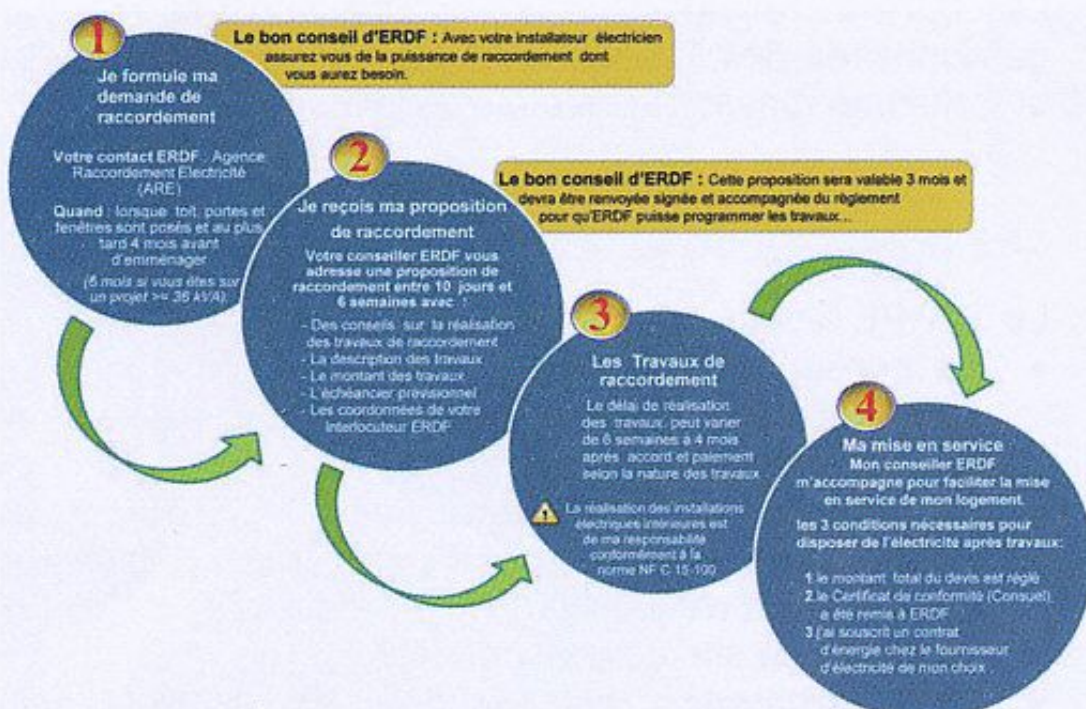 1
Je formule ma
demande de
raccordement
Votre contact ERDF : Agence
Raccordement Electricité
(ARE)
Quand : lorsque toit, portes et
fenêtres sont posés et au plus
tard 4 mois avant
d'emménager
(6 mois si vous êtes sur
un projet >= 36 kVA)
Le bon conseil d'ERDF : Avec votre installateur électricien
assurez vous de la puissance de raccordement dont
vous aurez besoin.
2
Je reçois ma proposition
de raccordement
Votre conseiller ERDF vous
adresse une proposition de
raccordement entre 10 jours et
6 semaines avec :
- Des conseils sur la réalisation
des travaux de raccordement
- La description des travaux
- Le montant des travaux
- L'échéancier prévisionnel
- Les coordonnées de votre
interlocuteur ERDF
Le bon conseil d'ERDF : Cette proposition sera valable 3 mois et
devra être renvoyée signée et accompagnée du règlement
pour qu'ERDF puisse programmer les travaux...
3
Les Travaux de
raccordement
Le délai de réalisation
des travaux peut varier
de 6 semaines à 4 mois
après accord et paiement
selon la nature des travaux
La réalisation des installations
électriques intérieures est
de ma responsabilité
conformément à la
norme NF C 15-100
4
Ma mise en service
Mon conseiller ERDF
m'accompagne pour faciliter la mise
en service de mon logement.
les 3 conditions nécessaires pour
disposer de l'électricité après travaux:
1.le montant total du devis est réglé
2.le Certificat de conformité (Consuel)
a été remis à ERDF
3.j'ai souscrit un contrat
d'énergie chez le fournisseur
d'électricité de mon choix